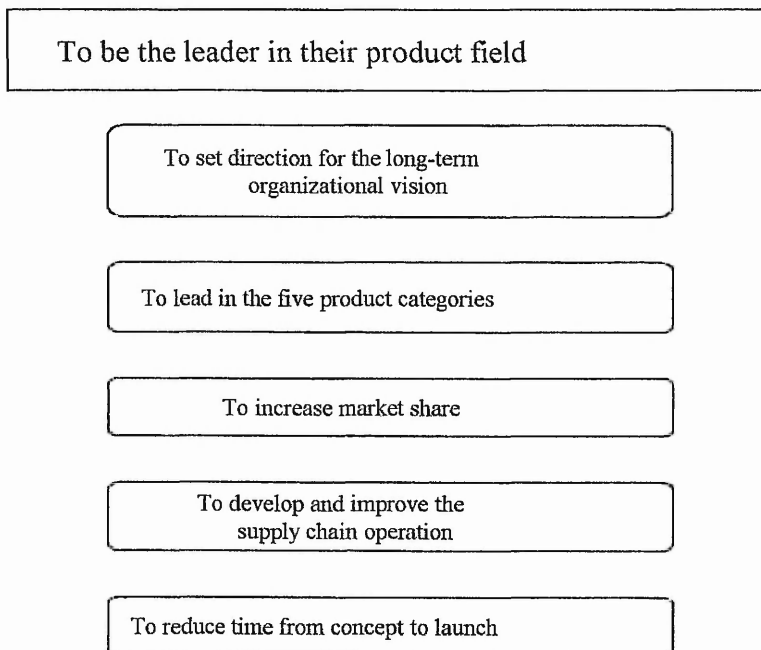 To be the leader in their product field
To set direction for the long-term
organizational vision
To lead in the five product categories
To increase market share
To develop and improve the
supply chain operation
To reduce time from concept to launch